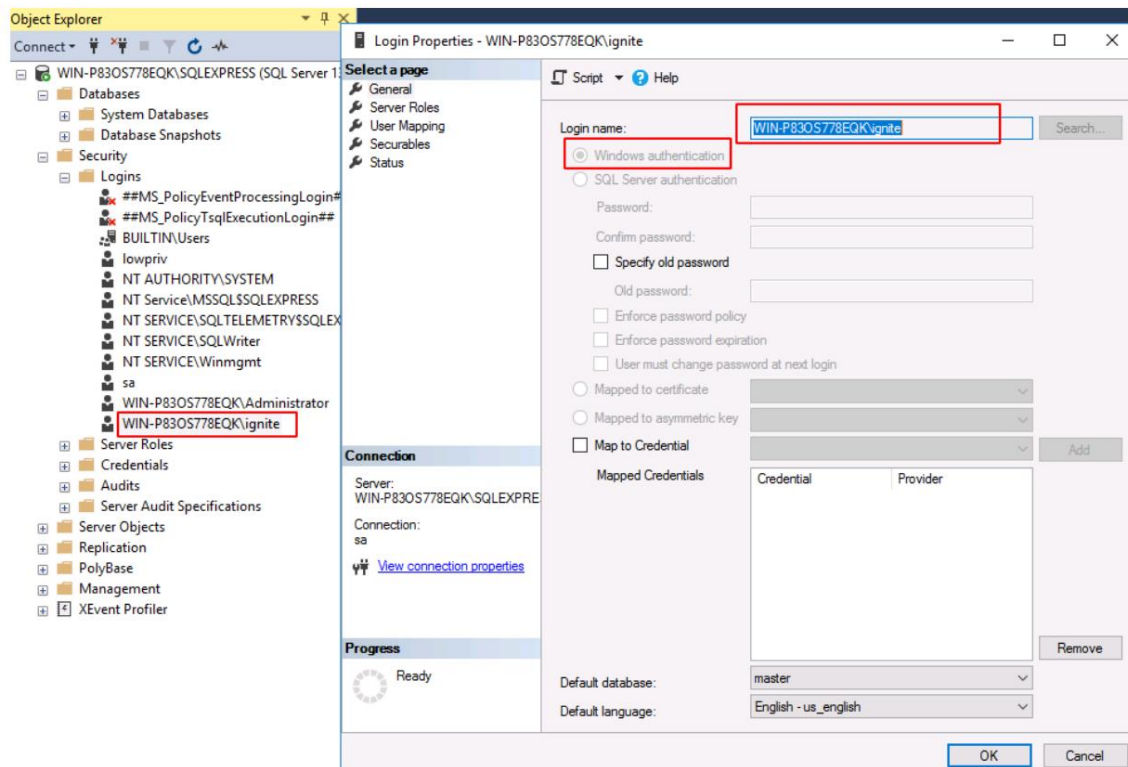 Object Explorer
Connect
WIN-P83OS778EQK\SQLEXPRESS (SQL Server 13
Databases
System Databases
Database Snapshots
Security
Logins
##MS_PolicyEventProcessingLogin#
##MS_PolicyTsqlExecutionLogin##
BUILTIN\Users
lowpriv
NT AUTHORITY\SYSTEM
NT Service\MSSQL$SQLEXPRESS
NT SERVICE\SQLTELEMETRY$SQLEX
NT SERVICE\SQLWriter
NT SERVICE\Winmgmt
sa
WIN-P83OS778EQK\Administrator
WIN-P83OS778EQK\ignite
Server Roles
Credentials
Audits
Server Audit Specifications
Server Objects
Replication
PolyBase
Management
XEvent Profiler
Login Properties - WIN-P83OS778EQK\ignite
Select a page
General
Server Roles
User Mapping
Securables
Status
Connection
Server:
WIN-P83OS778EQK\SQLEXPRE
Connection:
sa
View connection properties
Progress
Ready
Script Help
Login name: WIN-P83OS778EQK\ignite Search...
Windows authentication
SQL Server authentication
Password:
Confirm password:
Specify old password
Old password:
Enforce password policy
Enforce password expiration
User must change password at next login
Mapped to certificate
Mapped to asymmetric key
Map to Credential Add
Mapped Credentials Credential Provider
Remove
Default database: master
Default language: English - us_english
OK Cancel